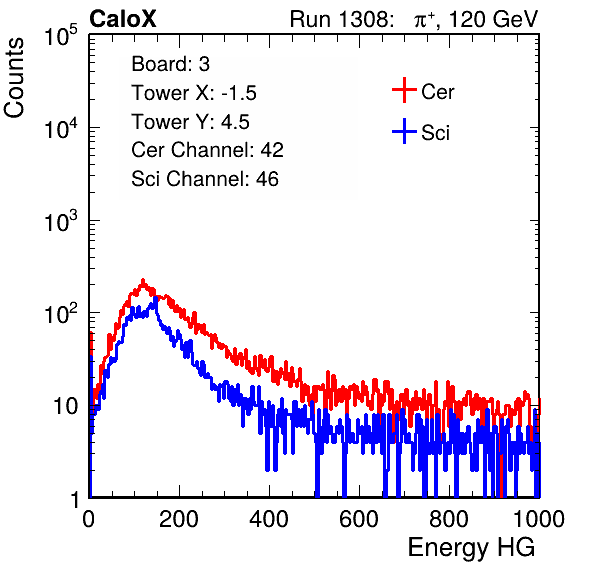 CaloX Run 1308: π⁺, 120 GeV
Counts
10⁵
10⁴
10³
10²
10
1
Board: 3
Tower X: -1.5
Tower Y: 4.5
Cer Channel: 42
Sci Channel: 46
Cer
Sci
0 200 400 600 800 1000
Energy HG